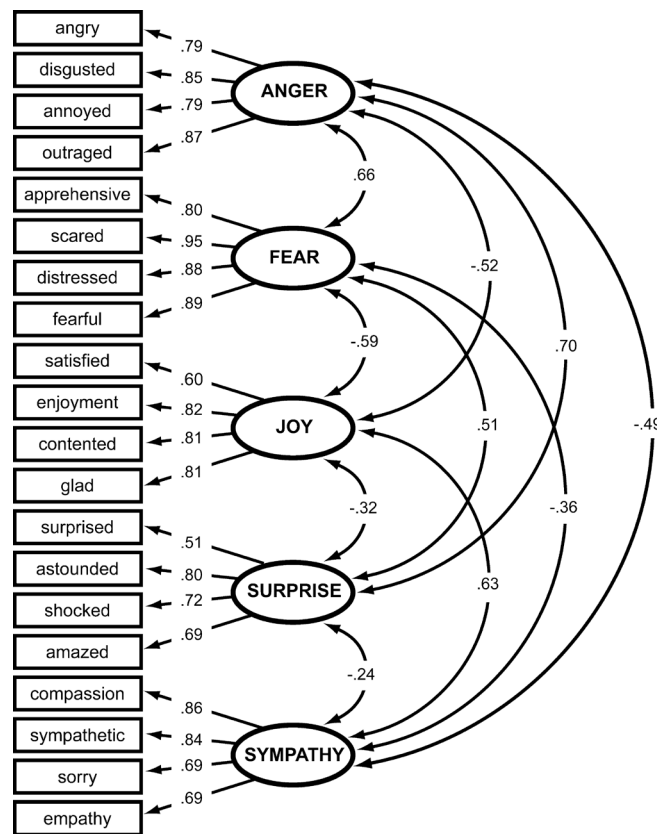 angry
.79
disgusted
.85
ANGER
annoyed
.79
outraged
.87
.66
apprehensive
.80
scared
.95
FEAR
distressed
.88
-.52
fearful
.89
-.59
.70
satisfied
.60
enjoyment
.82
JOY
.51
-.49
contented
.81
glad
.81
-.32
-.36
surprised
.51
astounded
.80
SURPRISE
.63
shocked
.72
amazed
.69
-.24
compassion
.86
sympathetic
.84
SYMPATHY
sorry
.69
empathy
.69